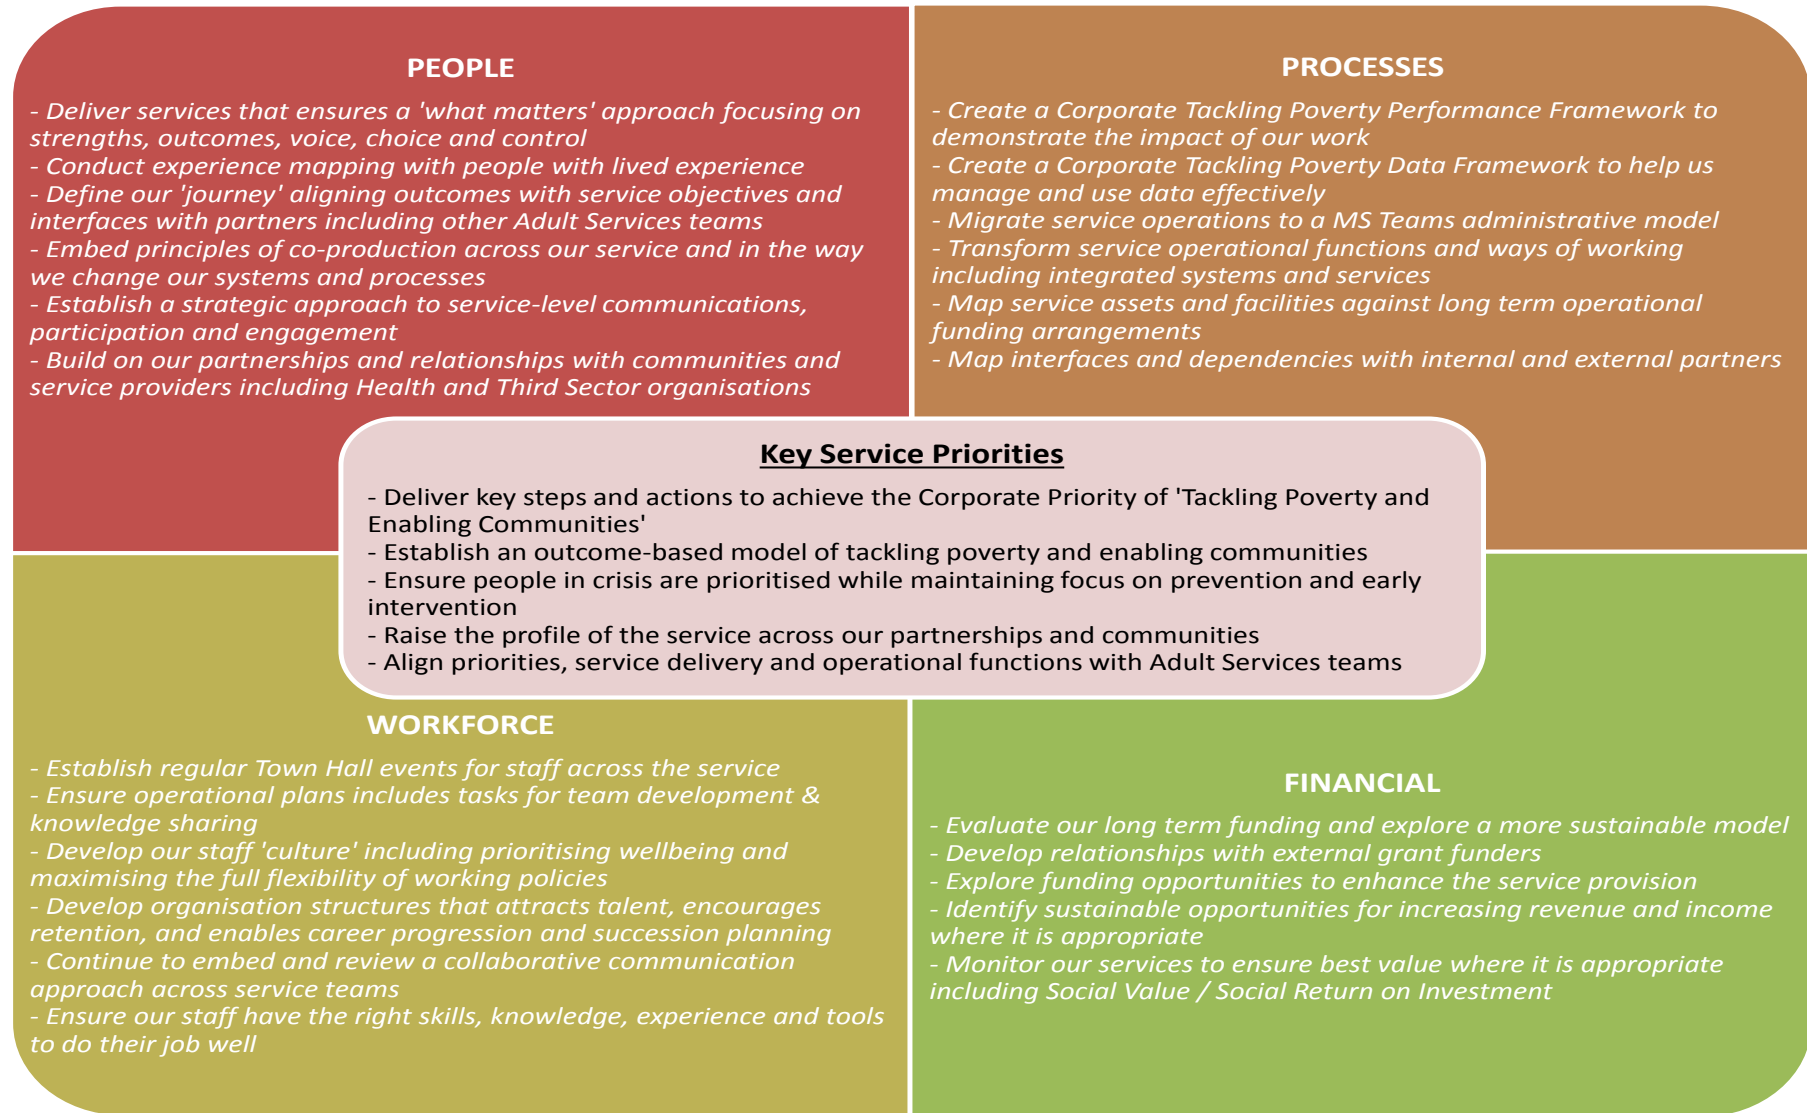 PEOPLE
- Deliver services that ensures a 'what matters' approach focusing on
strengths, outcomes, voice, choice and control
- Conduct experience mapping with people with lived experience
- Define our 'journey' aligning outcomes with service objectives and
interfaces with partners including other Adult Services teams
- Embed principles of co-production across our service and in the way
we change our systems and processes
- Establish a strategic approach to service-level communications,
participation and engagement
- Build on our partnerships and relationships with communities and
service providers including Health and Third Sector organisations
PROCESSES
- Create a Corporate Tackling Poverty Performance Framework to
demonstrate the impact of our work
- Create a Corporate Tackling Poverty Data Framework to help us
manage and use data effectively
- Migrate service operations to a MS Teams administrative model
- Transform service operational functions and ways of working
including integrated systems and services
- Map service assets and facilities against long term operational
funding arrangements
- Map interfaces and dependencies with internal and external partners
Key Service Priorities
- Deliver key steps and actions to achieve the Corporate Priority of 'Tackling Poverty and
Enabling Communities'
- Establish an outcome-based model of tackling poverty and enabling communities
- Ensure people in crisis are prioritised while maintaining focus on prevention and early
intervention
- Raise the profile of the service across our partnerships and communities
- Align priorities, service delivery and operational functions with Adult Services teams
WORKFORCE
- Establish regular Town Hall events for staff across the service
- Ensure operational plans includes tasks for team development &
knowledge sharing
- Develop our staff 'culture' including prioritising wellbeing and
maximising the full flexibility of working policies
- Develop organisation structures that attracts talent, encourages
retention, and enables career progression and succession planning
- Continue to embed and review a collaborative communication
approach across service teams
- Ensure our staff have the right skills, knowledge, experience and tools
to do their job well
FINANCIAL
- Evaluate our long term funding and explore a more sustainable model
- Develop relationships with external grant funders
- Explore funding opportunities to enhance the service provision
- Identify sustainable opportunities for increasing revenue and income
where it is appropriate
- Monitor our services to ensure best value where it is appropriate
including Social Value / Social Return on Investment